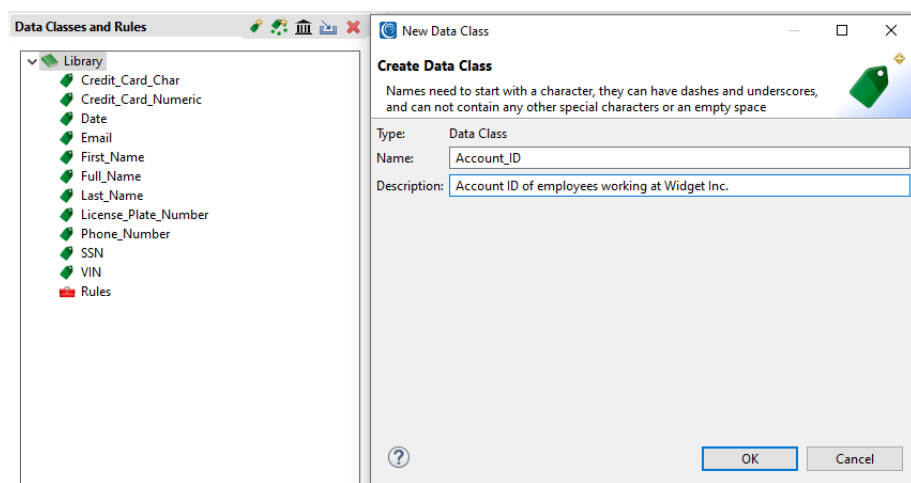 Data Classes and Rules
Library
Credit_Card_Char
Credit_Card_Numeric
Date
Email
First_Name
Full_Name
Last_Name
License_Plate_Number
Phone_Number
SSN
VIN
Rules
New Data Class
Create Data Class
Names need to start with a character, they can have dashes and underscores,
and can not contain any other special characters or an empty space
Type: Data Class
Name: Account_ID
Description: Account ID of employees working at Widget Inc.
?
OK Cancel